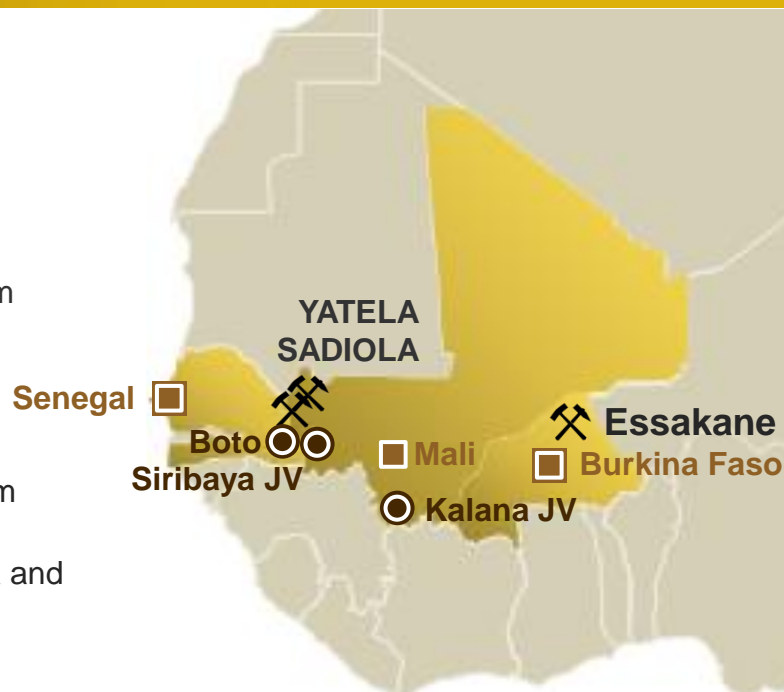 m
YATELA
SADIOLA
Senegal
Essakane
Boto
Mali
Burkina Faso
Siribaya JV
m
Kalana JV
and